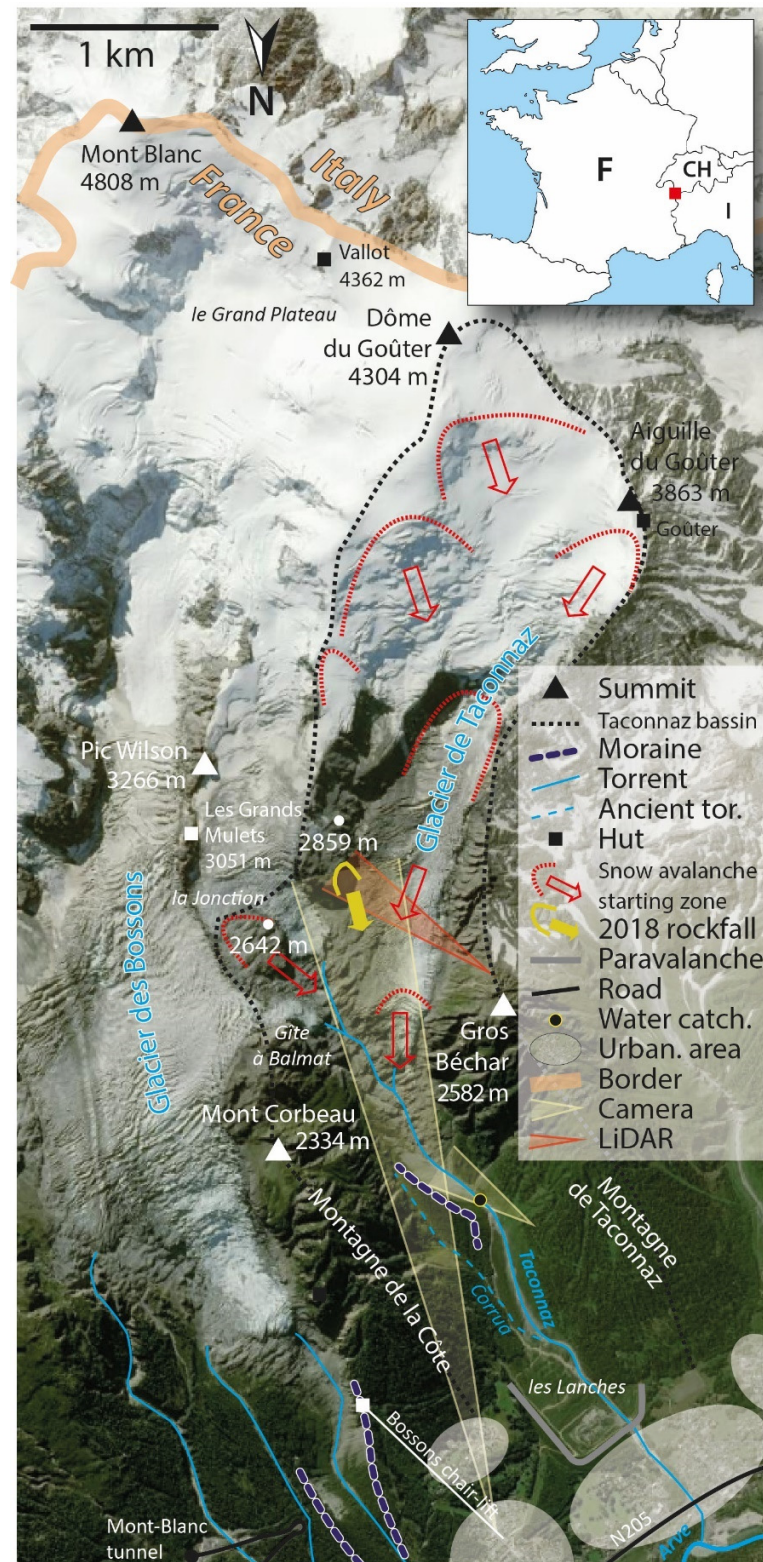 1 km
N
F
CH
I
Mont Blanc
4808 m
Italy
France
Vallot
4362 m
le Grand Plateau
Dôme
du Goûter
4304 m
Aiguille
du Goûter
3863 m
Goûter
Glacier de Taconnaz
Pic Wilson
3266 m
Les Grands
Mulets
3051 m
2859 m
la Jonction
2642 m
Glacier des Bossons
Gîte
à Balmat
Gros
Béchar
2582 m
Mont Corbeau
2334 m
Summit
Taconnaz bassin
Moraine
Torrent
Ancient tor.
Hut
Snow avalanche
starting zone
2018 rockfall
Paravalanche
Road
Water catch.
Urban. area
Border
Camera
LiDAR
Montagne
de Taconnaz
Montagne de la Côte
Taconnaz
Corrua
les Lanches
Bossons chair-lift
Mont-Blanc
tunnel
N205
Arve